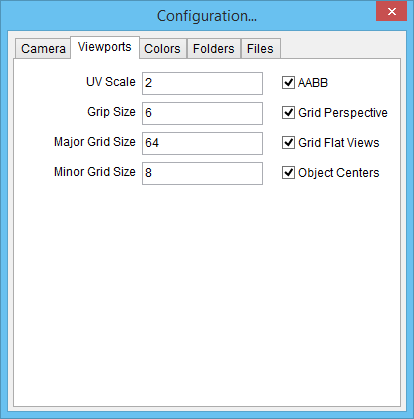 Configuration...
Camera Viewports Colors Folders Files
UV Scale 2 AABB
Grip Size 6 Grid Perspective
Major Grid Size 64 Grid Flat Views
Minor Grid Size 8 Object Centers